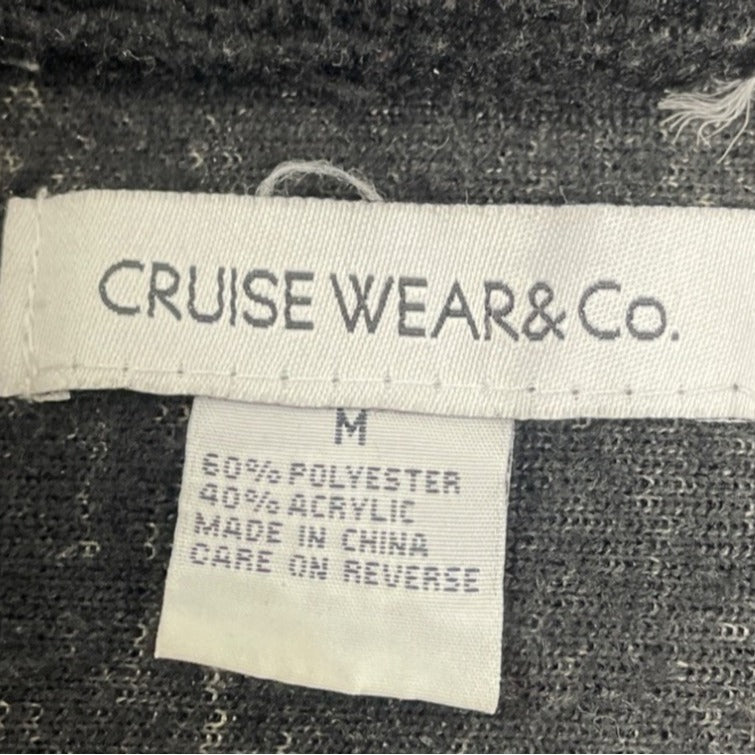 CRUISE WEAR & Co.
M
60% POLYESTER
40% ACRYLIC
MADE IN CHINA
CARE ON REVERSE